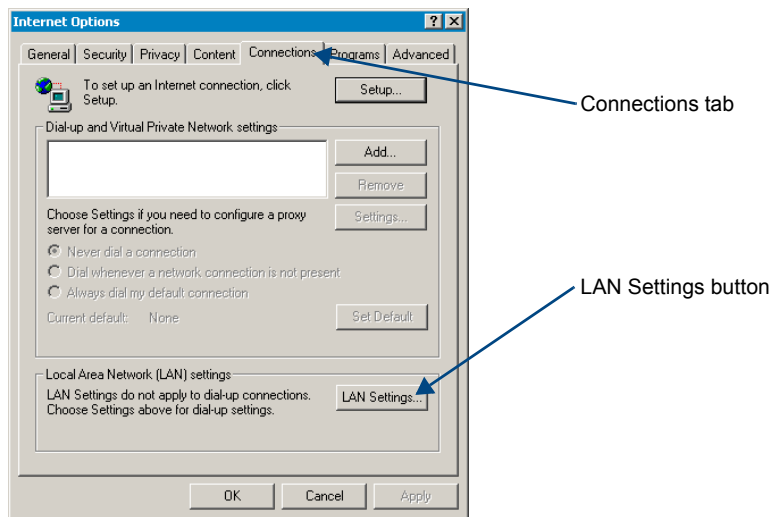 Internet Options
General Security Privacy Content Connections Programs Advanced
To set up an Internet connection, click
Setup.
Setup...
Connections tab
Dial-up and Virtual Private Network settings
Add...
Remove
Choose Settings if you need to configure a proxy
server for a connection.
Settings...
Never dial a connection
Dial whenever a network connection is not present
Always dial my default connection
Current default: None
Set Default
LAN Settings button
Local Area Network (LAN) settings
LAN Settings do not apply to dial-up connections.
Choose Settings above for dial-up settings.
LAN Settings...
OK Cancel Apply